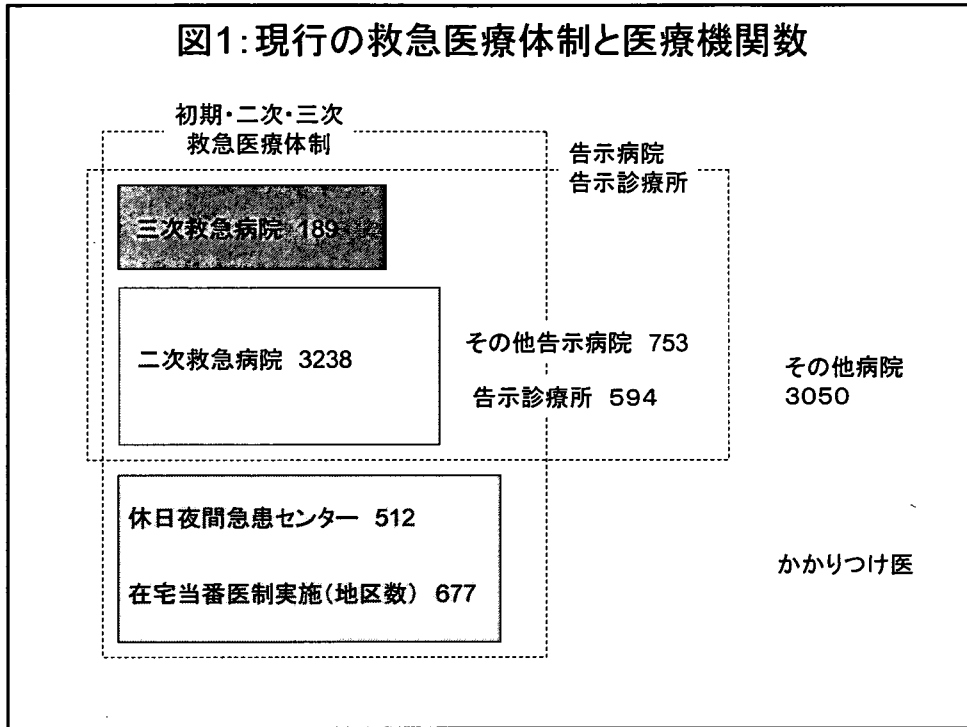 図1:現行の救急医療体制と医療機関数
初期・二次・三次
救急医療体制
告示病院
告示診療所
三次救急病院 189
二次救急病院 3238
その他告示病院 753
告示診療所 594
その他病院
3050
休日夜間急患センター 512
在宅当番医制実施(地区数) 677
かかりつけ医